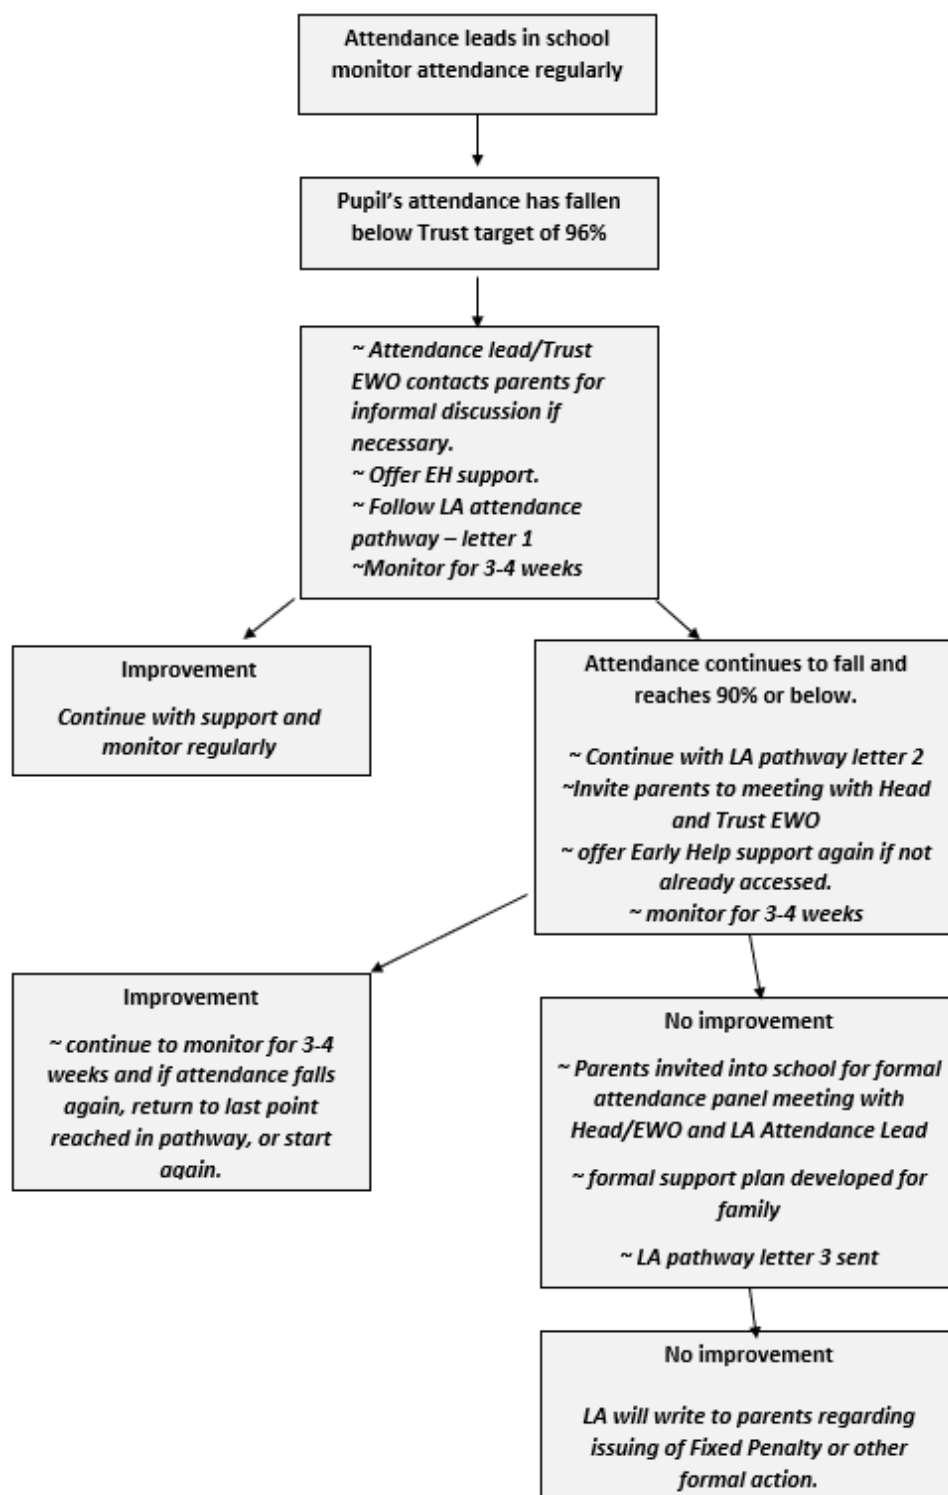 Attendance leads in school
monitor attendance regularly
Pupil’s attendance has fallen
below Trust target of 96%
~ Attendance lead/Trust
EWO contacts parents for
informal discussion if
necessary.
~ Offer EH support.
~ Follow LA attendance
pathway – letter 1
~Monitor for 3-4 weeks
Improvement
Continue with support and
monitor regularly
Attendance continues to fall and
reaches 90% or below.
~ Continue with LA pathway letter 2
~Invite parents to meeting with Head
and Trust EWO
~ offer Early Help support again if not
already accessed.
~ monitor for 3-4 weeks
Improvement
~ continue to monitor for 3-4
weeks and if attendance falls
again, return to last point
reached in pathway, or start
again.
No improvement
~ Parents invited into school for formal
attendance panel meeting with
Head/EWO and LA Attendance Lead
~ formal support plan developed for
family
~ LA pathway letter 3 sent
No improvement
LA will write to parents regarding
issuing of Fixed Penalty or other
formal action.